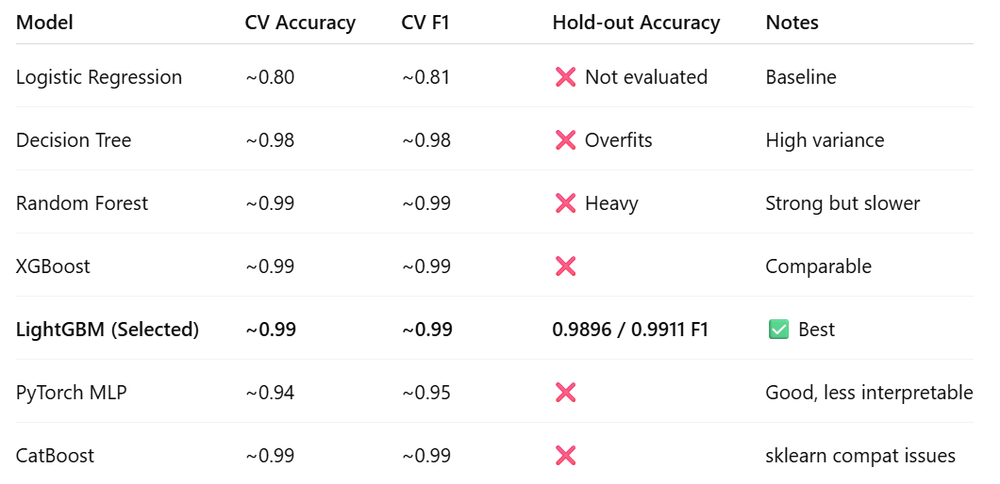 Model CV Accuracy CV F1 Hold-out Accuracy Notes
Logistic Regression ~0.80 ~0.81 ❌ Not evaluated Baseline
Decision Tree ~0.98 ~0.98 ❌ Overfits High variance
Random Forest ~0.99 ~0.99 ❌ Heavy Strong but slower
XGBoost ~0.99 ~0.99 ❌ Comparable
LightGBM (Selected) ~0.99 ~0.99 0.9896 / 0.9911 F1 ✅ Best
PyTorch MLP ~0.94 ~0.95 ❌ Good, less interpretable
CatBoost ~0.99 ~0.99 ❌ sklearn compat issues